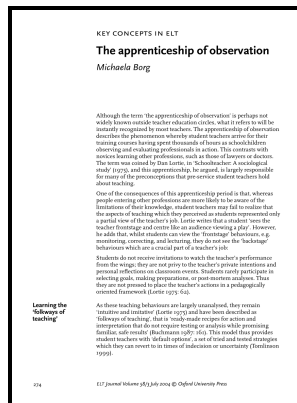 KEY CONCEPTS IN ELT
The apprenticeship of observation
Michaela Borg
Although the term ‘the apprenticeship of observation’ is perhaps not
widely known outside teacher education circles, what it refers to will be
instantly recognized by most teachers. The apprenticeship of observation
describes the phenomenon whereby student teachers arrive for their
training courses having spent thousands of hours as schoolchildren
observing and evaluating professionals in action. This contrasts with
novices learning other professions, such as those of lawyers or doctors.
The term was coined by Dan Lortie, in ‘Schoolteacher: A sociological
study’ (1975), and this apprenticeship, he argued, is largely responsible
for many of the preconceptions that pre-service student teachers hold
about teaching.
One of the consequences of this apprenticeship period is that, whereas
people entering other professions are more likely to be aware of the
limitations of their knowledge, student teachers may fail to realize that
the aspects of teaching which they perceived as students represented only
a partial view of the teacher’s job. Lortie writes that a student ‘sees the
teacher frontstage and centre like an audience viewing a play’. However,
he adds that, whilst students can view the ‘frontstage’ behaviours, e.g.
monitoring, correcting, and lecturing, they do not see the ‘backstage’
behaviours which are a crucial part of a teacher’s job:
Students do not receive invitations to watch the teacher’s performance
from the wings; they are not privy to the teacher’s private intentions and
personal reflections on classroom events. Students rarely participate in
selecting goals, making preparations, or post-mortem analyses. Thus
they are not pressed to place the teacher’s actions in a pedagogically
oriented framework (Lortie 1975: 62).
Learning the
‘folkways of
teaching’
As these teaching behaviours are largely unanalysed, they remain
‘intuitive and imitative’ (Lortie 1975) and have been described as
‘folkways of teaching’, that is ‘ready-made recipes for action and
interpretation that do not require testing or analysis while promising
familiar, safe results’ (Buchmann 1987: 161). This model thus provides
student teachers with ‘default options’, a set of tried and tested strategies
which they can revert to in times of indecision or uncertainty (Tomlinson
1999).
274
ELT Journal Volume 58/3 July 2004 © Oxford University Press